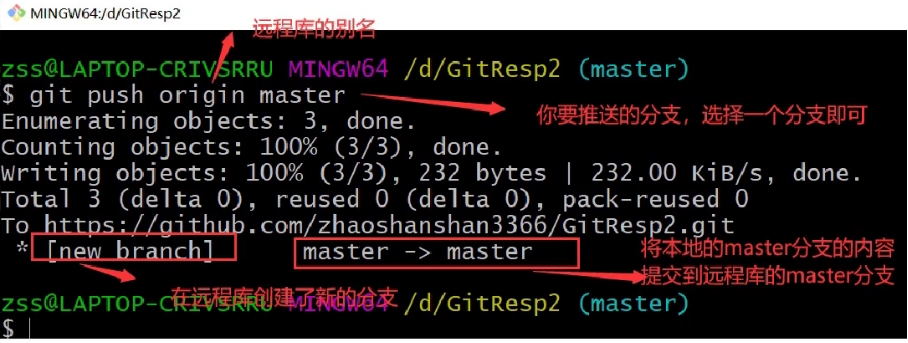 MINGW64:/d/GitResp2
远程库的别名
zss@LAPTOP-CRIVSRRU MINGW64 /d/GitResp2 (master)
$ git push origin master
你要推送的分支，选择一个分支即可
Enumerating objects: 3, done.
Counting objects: 100% (3/3), done.
Writing objects: 100% (3/3), 232 bytes | 232.00 KiB/s, done.
Total 3 (delta 0), reused 0 (delta 0), pack-reused 0
To https://github.com/zhaoshanshan3366/GitResp2.git
* [new branch] master -> master
将本地的master分支的内容
提交到远程库的master分支
在远程库创建了新的分支
zss@LAPTOP-CRIVSRRU MINGW64 /d/GitResp2 (master)
$